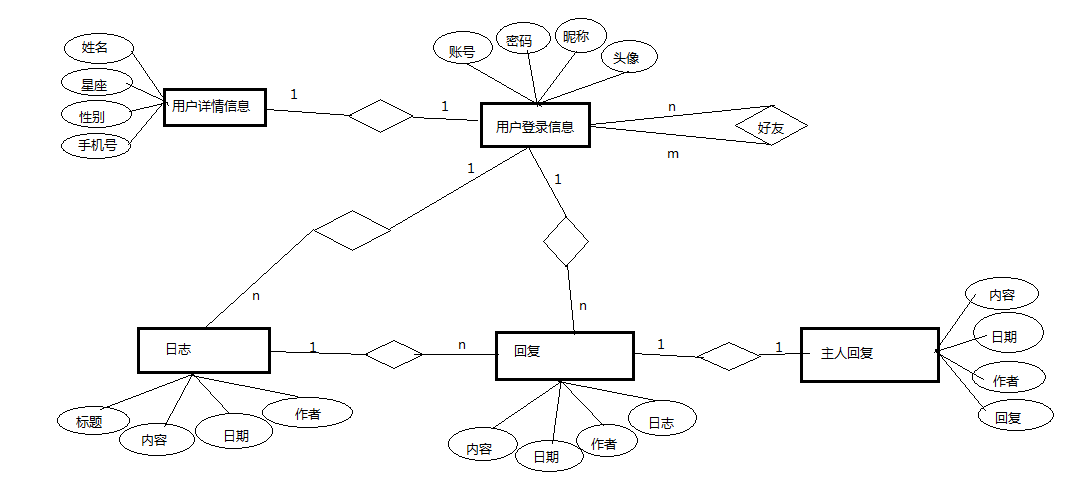 姓名
星座
性别
手机号
用户详情信息
1
1
账号
密码
昵称
头像
用户登录信息
n
m
好友
1
n
1
n
日志
1
n
回复
1
1
主人回复
标题
内容
日期
作者
内容
日期
作者
日志
内容
日期
作者
回复